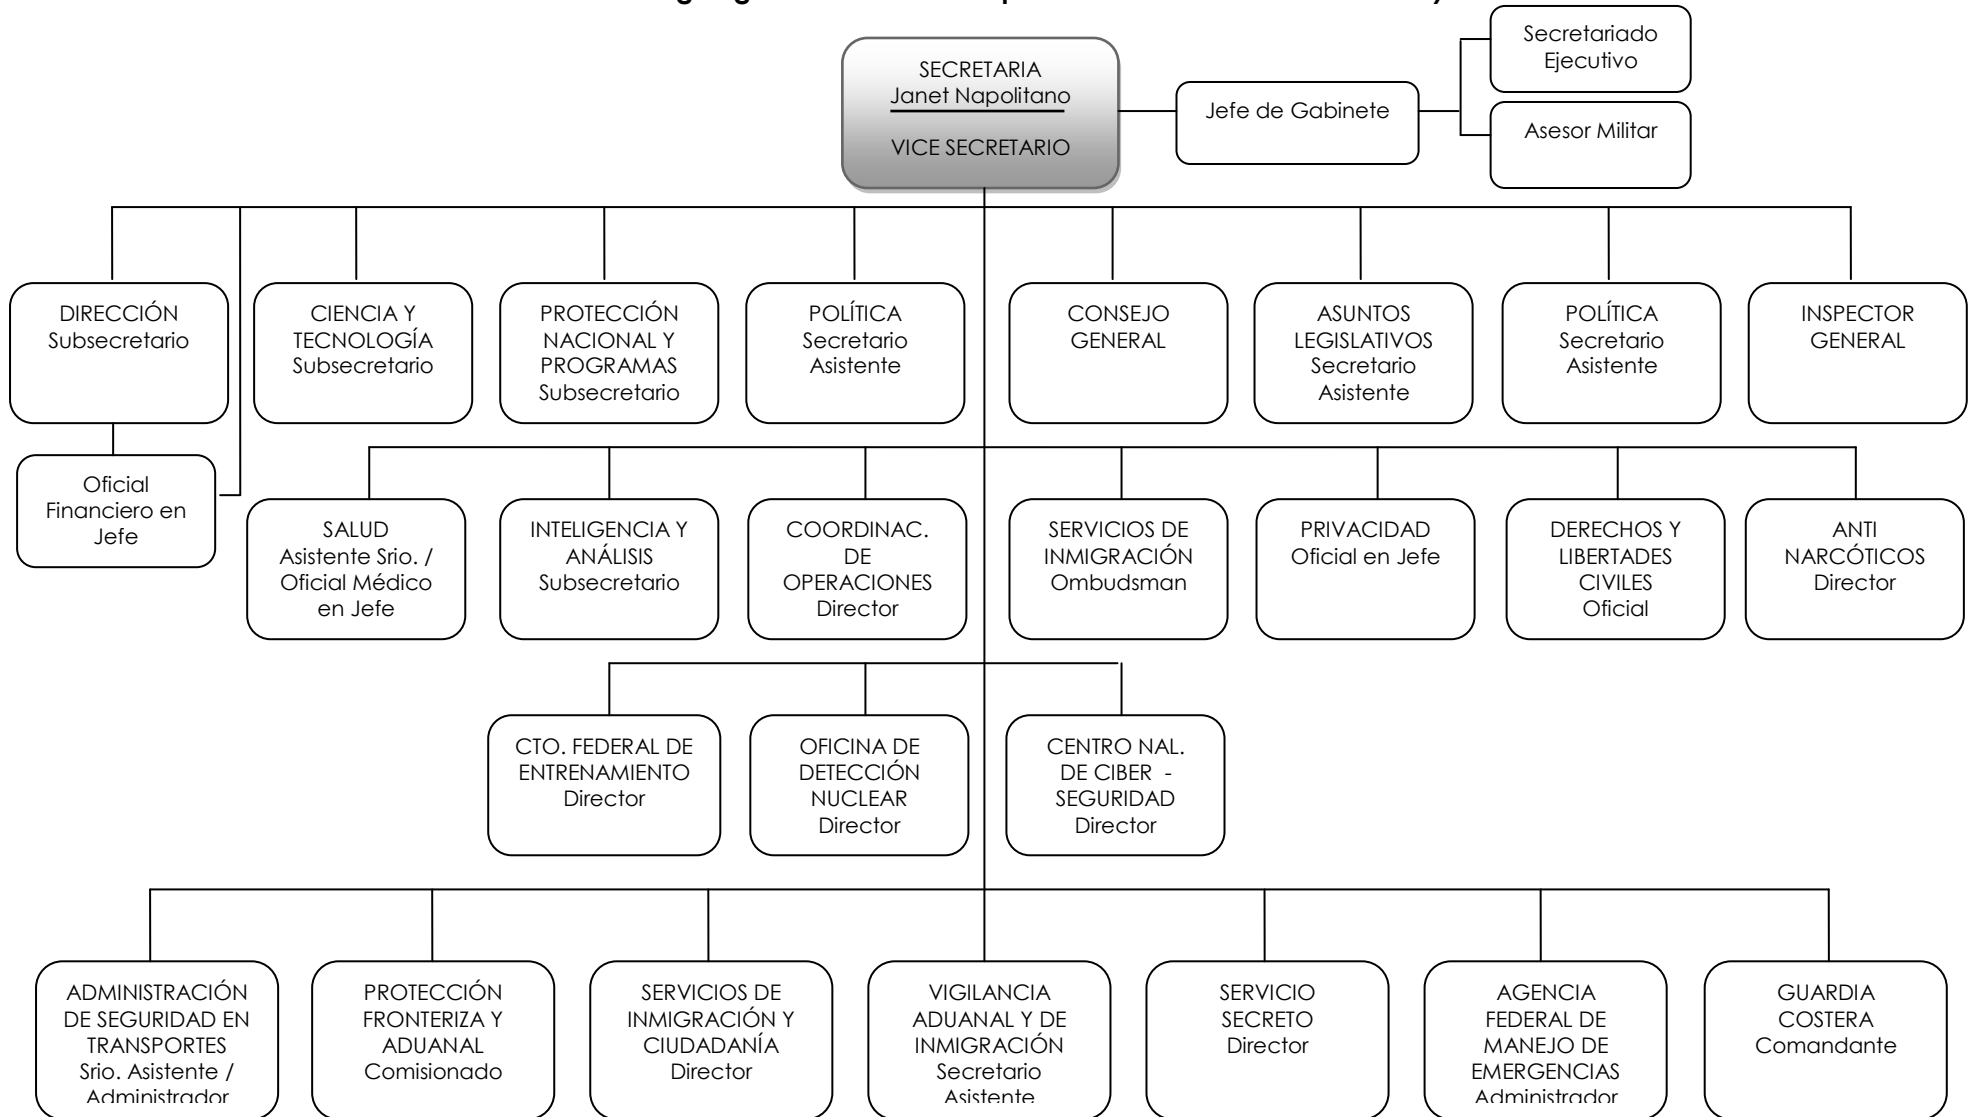 SECRETARIA
Janet Napolitano
VICE SECRETARIO
Jefe de Gabinete
Secretariado
Ejecutivo
Asesor Militar
DIRECCIÓN
Subsecretario
CIENCIA Y
TECNOLOGÍA
Subsecretario
PROTECCIÓN
NACIONAL Y
PROGRAMAS
Subsecretario
POLÍTICA
Secretario
Asistente
CONSEJO
GENERAL
ASUNTOS
LEGISLATIVOS
Secretario
Asistente
POLÍTICA
Secretario
Asistente
INSPECTOR
GENERAL
Oficial
Financiero en
Jefe
SALUD
Asistente Srio. /
Oficial Médico
en Jefe
INTELIGENCIA Y
ANÁLISIS
Subsecretario
COORDINAC.
DE
OPERACIONES
Director
SERVICIOS DE
INMIGRACIÓN
Ombudsman
PRIVACIDAD
Oficial en Jefe
DERECHOS Y
LIBERTADES
CIVILES
Oficial
ANTI
NARCÓTICOS
Director
CTO. FEDERAL DE
ENTRENAMIENTO
Director
OFICINA DE
DETECCIÓN
NUCLEAR
Director
CENTRO NAL.
DE CIBER -
SEGURIDAD
Director
ADMINISTRACIÓN
DE SEGURIDAD EN
TRANSPORTES
Srio. Asistente /
Administrador
PROTECCIÓN
FRONTERIZA Y
ADUANAL
Comisionado
SERVICIOS DE
INMIGRACIÓN Y
CIUDADANÍA
Director
VIGILANCIA
ADUANAL Y DE
INMIGRACIÓN
Secretario
Asistente
SERVICIO
SECRETO
Director
AGENCIA
FEDERAL DE
MANEJO DE
EMERGENCIAS
Administrador
GUARDIA
COSTERA
Comandante